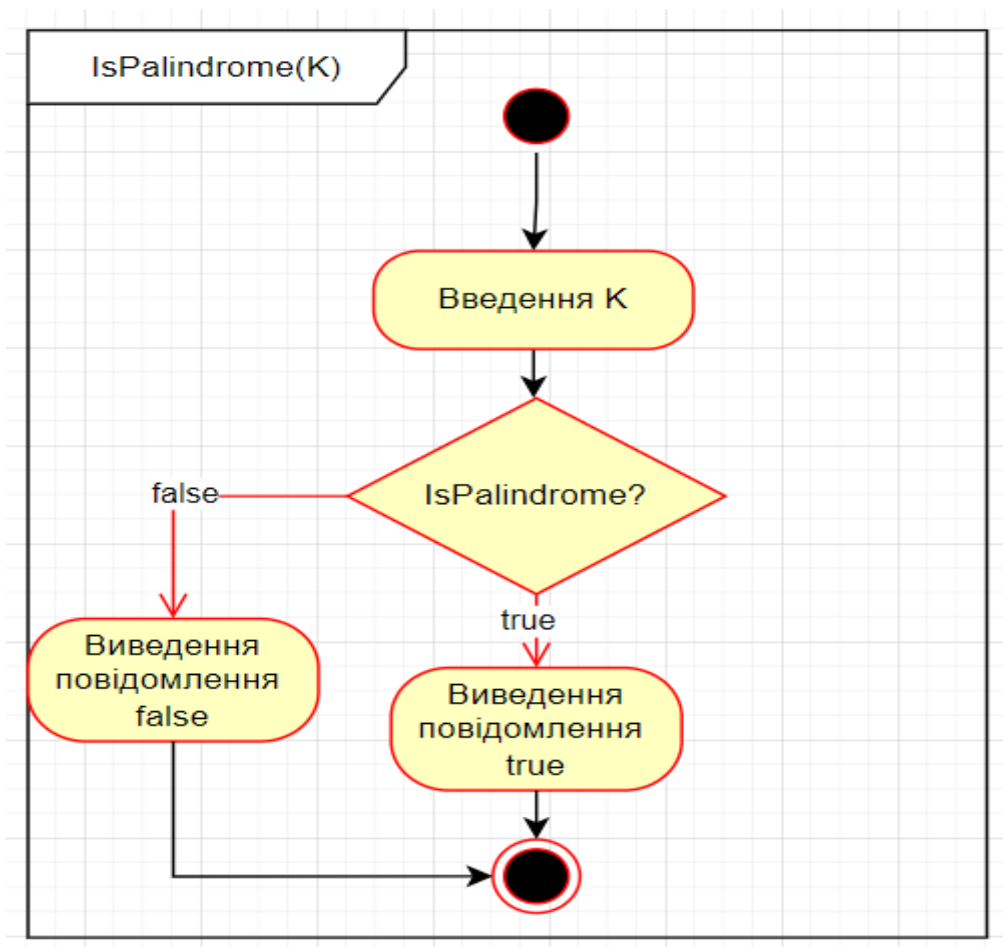 IsPalindrome(K)
Введення K
IsPalindrome?
false
true
Виведення
повідомлення
false
Виведення
повідомлення
true